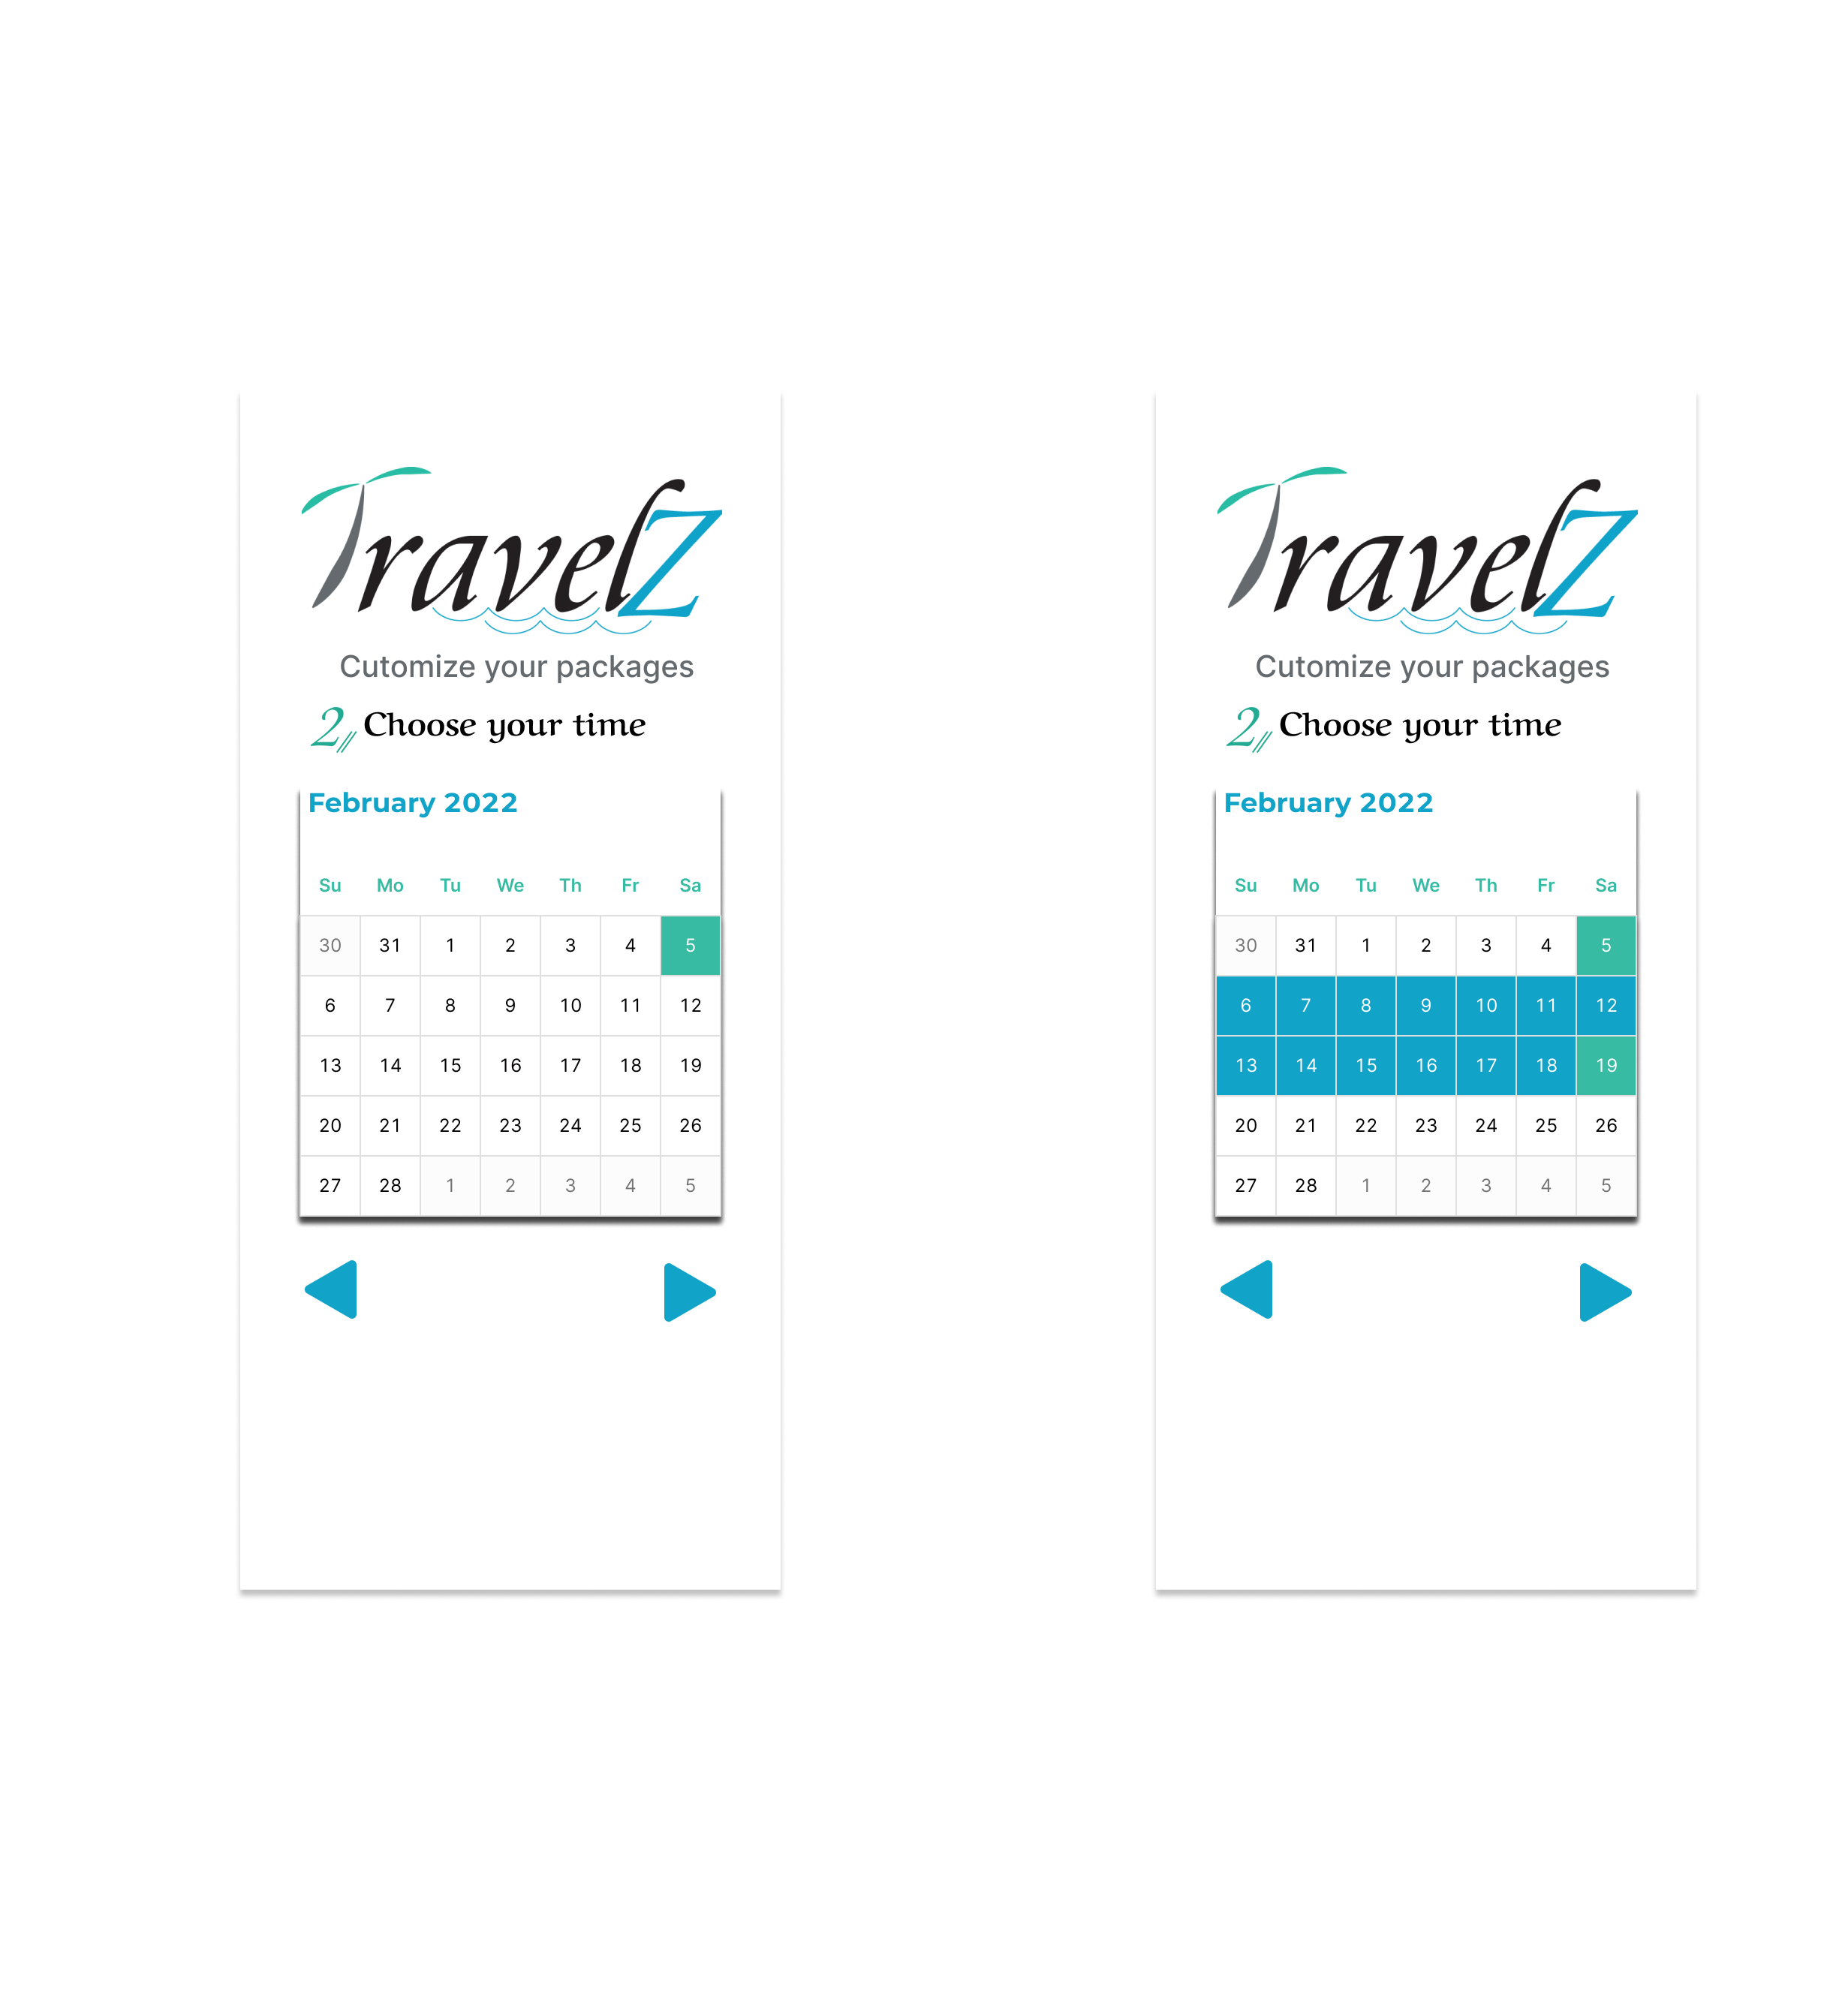 TravelZ
Cutomize your packages
2// Choose your time
February 2022
Su Mo Tu We Th Fr Sa
30 31 1 2 3 4 5
6 7 8 9 10 11 12
13 14 15 16 17 18 19
20 21 22 23 24 25 26
27 28 1 2 3 4 5
TravelZ
Cutomize your packages
2// Choose your time
February 2022
Su Mo Tu We Th Fr Sa
30 31 1 2 3 4 5
6 7 8 9 10 11 12
13 14 15 16 17 18 19
20 21 22 23 24 25 26
27 28 1 2 3 4 5